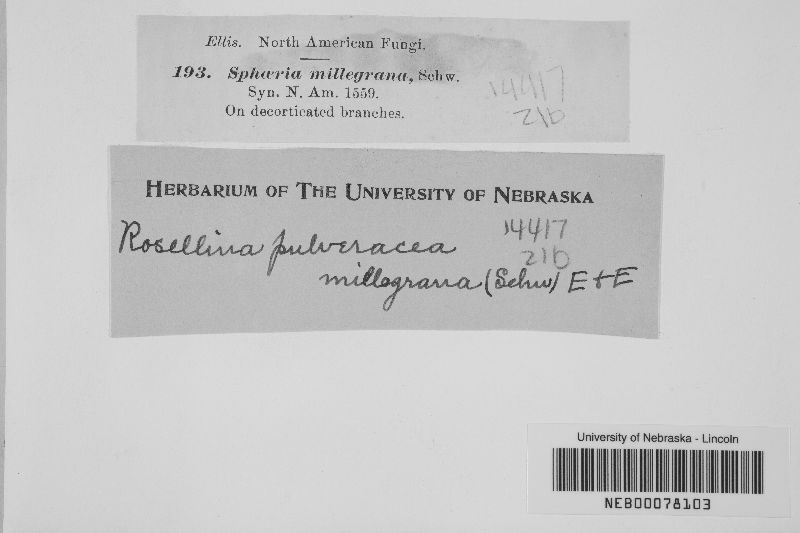 Ellis. North American Fungi.
193. Sphæria millegrana, Schw.
Syn. N. Am. 1559.
On decorticated branches.
14417
21b
HERBARIUM OF THE UNIVERSITY OF NEBRASKA
Rosellina pulveracea
millegrana (Schw) E & E
14417
21b
University of Nebraska - Lincoln
NEB00078103